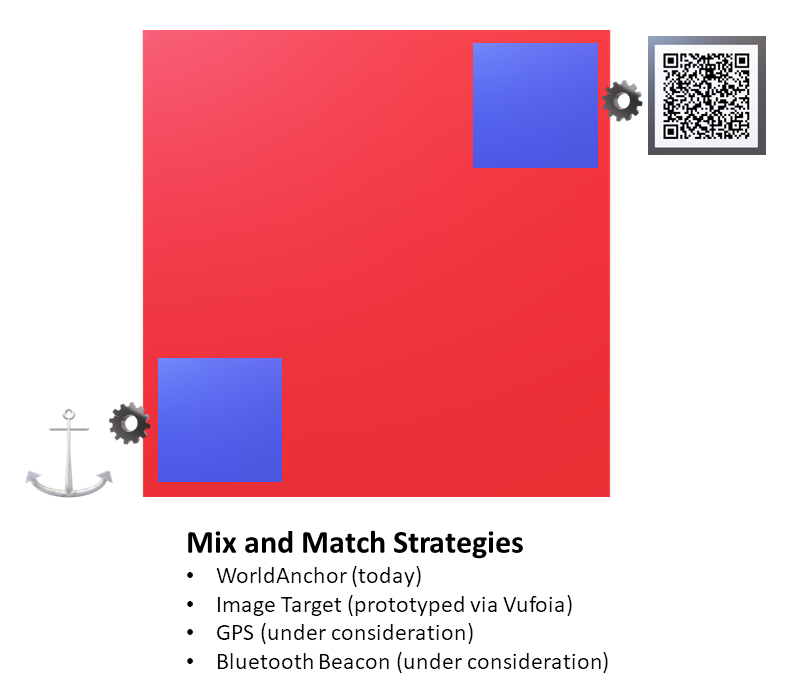 Mix and Match Strategies
• WorldAnchor (today)
• Image Target (prototyped via Vufoia)
• GPS (under consideration)
• Bluetooth Beacon (under consideration)